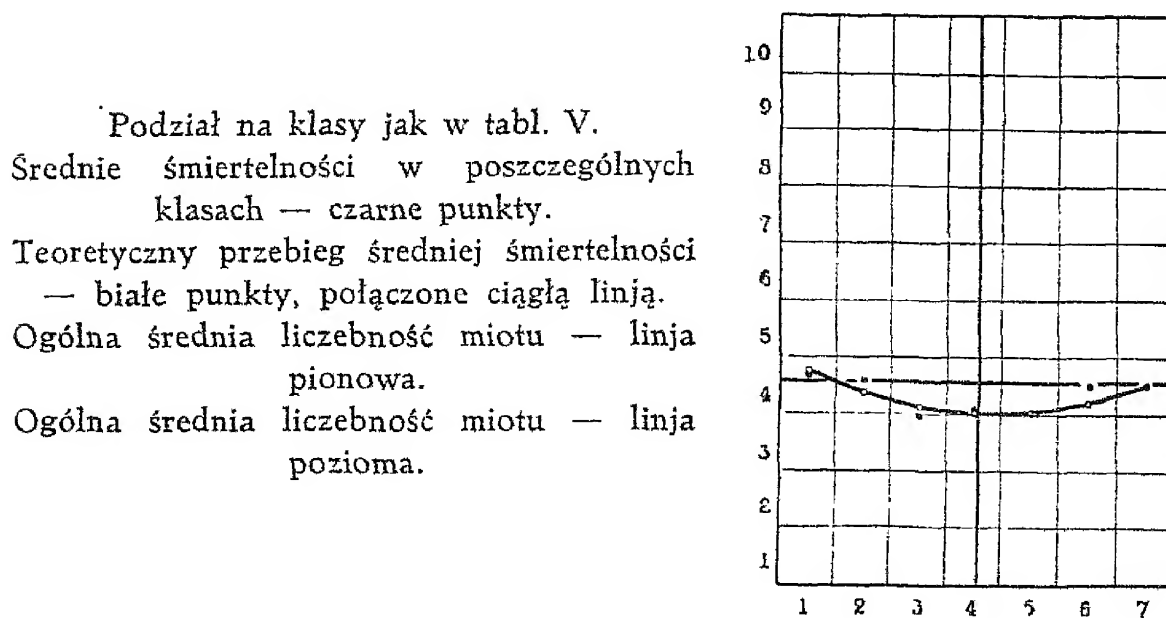 Podział na klasy jak w tabl. V.
Średnie śmiertelności w poszczególnych
klasach — czarne punkty.
Teoretyczny przebieg średniej śmiertelności
— białe punkty, połączone ciągłą linją.
Ogólna średnia liczebność miotu — linja
pionowa.
Ogólna średnia liczebność miotu — linja
pozioma.
10
9
8
7
6
5
4
3
2
1
1 2 3 4 5 6 7